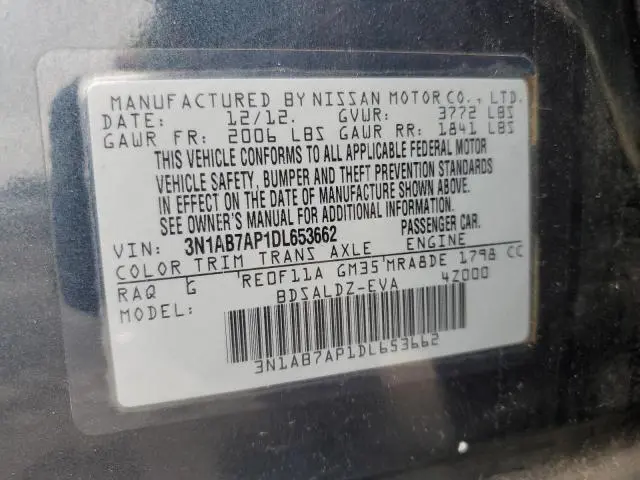 MANUFACTURED BY NISSAN MOTOR CO., LTD.
DATE: 12/12. GVWR: 3772 LBS
GAWR FR: 2006 LBS GAWR RR: 1841 LBS
THIS VEHICLE CONFORMS TO ALL APPLICABLE FEDERAL MOTOR
VEHICLE SAFETY, BUMPER AND THEFT PREVENTION STANDARDS
IN EFFECT ON THE DATE OF MANUFACTURE SHOWN ABOVE.
SEE OWNER'S MANUAL FOR ADDITIONAL INFORMATION.
VIN: 3N1AB7AP1DL653662 PASSENGER CAR.
COLOR TRIM TRANS AXLE ENGINE
RAQ G RE0F11A GM35 MRA8DE 1798 CC
MODEL: BDSALDZ-EVA 4Z000
3N1AB7AP1DL653662